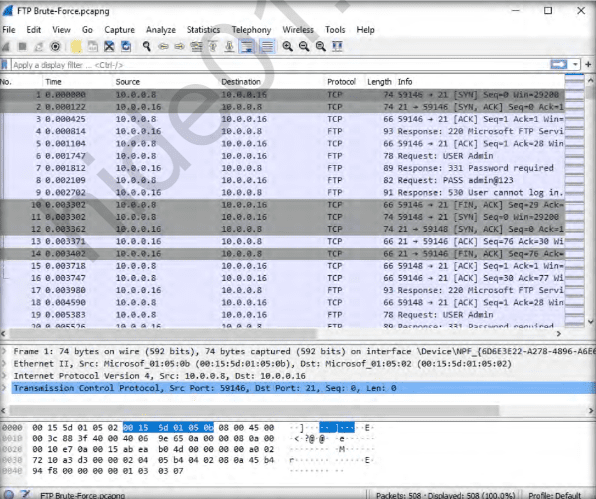 FTP Brute-Force.pcapng
File Edit View Go Capture Analyze Statistics Telephony Wireless Tools Help
Apply a display filter ... <Ctrl-/>
No. Time Source Destination Protocol Length Info
1 0.000000 10.0.0.8 10.0.0.16 TCP 74 59146 → 21 [SYN] Seq=0 Win=29200
2 0.000122 10.0.0.16 10.0.0.8 TCP 74 21 → 59146 [SYN, ACK] Seq=0 Ack=1
3 0.000425 10.0.0.8 10.0.0.16 TCP 66 59146 → 21 [ACK] Seq=1 Ack=1 Win=
4 0.000814 10.0.0.16 10.0.0.8 FTP 93 Response: 220 Microsoft FTP Servi
5 0.001104 10.0.0.8 10.0.0.16 TCP 66 59146 → 21 [ACK] Seq=1 Ack=28 Win
6 0.001747 10.0.0.8 10.0.0.16 FTP 78 Request: USER Admin
7 0.001812 10.0.0.16 10.0.0.8 FTP 89 Response: 331 Password required
8 0.002109 10.0.0.8 10.0.0.16 FTP 82 Request: PASS admin@123
9 0.002702 10.0.0.16 10.0.0.8 FTP 91 Response: 530 User cannot log in.
10 0.003302 10.0.0.8 10.0.0.16 TCP 66 59146 → 21 [FIN, ACK] Seq=29 Ack=
11 0.003302 10.0.0.8 10.0.0.16 TCP 74 59148 → 21 [SYN] Seq=0 Win=29200
12 0.003362 10.0.0.16 10.0.0.8 TCP 74 21 → 59148 [SYN, ACK] Seq=0 Ack=1
13 0.003371 10.0.0.16 10.0.0.8 TCP 66 21 → 59146 [ACK] Seq=76 Ack=30 Wi
14 0.003402 10.0.0.16 10.0.0.8 TCP 66 21 → 59146 [FIN, ACK] Seq=76 Ack=
15 0.003718 10.0.0.8 10.0.0.16 TCP 66 59148 → 21 [ACK] Seq=1 Ack=1 Win=
16 0.003747 10.0.0.8 10.0.0.16 TCP 66 59146 → 21 [ACK] Seq=30 Ack=77 Wi
17 0.003980 10.0.0.16 10.0.0.8 FTP 93 Response: 220 Microsoft FTP Servi
18 0.004590 10.0.0.8 10.0.0.16 TCP 66 59148 → 21 [ACK] Seq=1 Ack=28 Win
19 0.005383 10.0.0.8 10.0.0.16 FTP 78 Request: USER Admin
20 0.005526 10.0.0.16 10.0.0.8 FTP 89 Response: 331 Password required
Frame 1: 74 bytes on wire (592 bits), 74 bytes captured (592 bits) on interface \Device\NPF_{6D6E3E22-A278-4896-A6E6
Ethernet II, Src: Microsof_01:05:0b (00:15:5d:01:05:0b), Dst: Microsof_01:05:02 (00:15:5d:01:05:02)
Internet Protocol Version 4, Src: 10.0.0.8, Dst: 10.0.0.16
Transmission Control Protocol, Src Port: 59146, Dst Port: 21, Seq: 0, Len: 0
0000 00 15 5d 01 05 02 00 15 5d 01 05 0b 08 00 45 00 ··]····· ]·····E·
0010 00 3c 88 3f 40 00 40 06 9e 65 0a 00 00 08 0a 00 ·<·?@·@· ·e······
0020 00 10 e7 0a 00 15 ab ea b0 4d 00 00 00 00 a0 02 ········ ·M······
0030 72 10 a3 d3 00 00 02 04 05 b4 04 02 08 0a 45 b4 r······· ······E·
0040 94 f8 00 00 00 00 01 03 03 07 ········ ··
FTP Brute-Force.pcapng Packets: 508 · Displayed: 508 (100.0%) Profile: Default